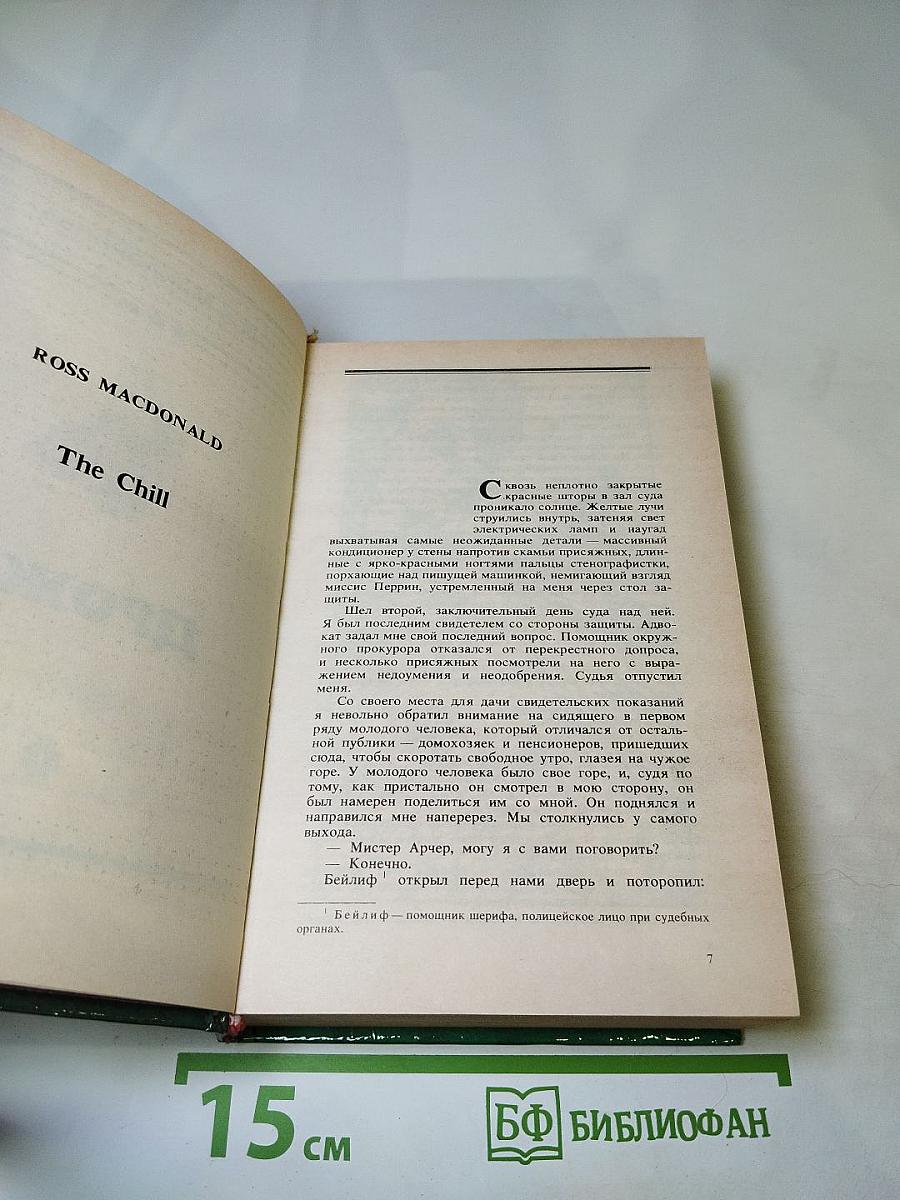 ROSS MACDONALD
The Chill
Сквозь неплотно закрытые
красные шторы в зал суда
проникало солнце. Желтые лучи
струились внутрь, затеняя свет
электрических ламп и наугад
выхватывая самые неожиданные детали — массивный
кондиционер у стены напротив скамьи присяжных, длин-
ные с ярко-красными ногтями пальцы стенографистки,
порхающие над пишущей машинкой, немигающий взгляд
миссис Перрин, устремленный на меня через стол за-
щиты.
Шел второй, заключительный день суда над ней.
Я был последним свидетелем со стороны защиты. Адво-
кат задал мне свой последний вопрос. Помощник окруж-
ного прокурора отказался от перекрестного допроса,
и несколько присяжных посмотрели на него с выра-
жением недоумения и неодобрения. Судья отпустил
меня.
Со своего места для дачи свидетельских показаний
я невольно обратил внимание на сидящего в первом
ряду молодого человека, который отличался от осталь-
ной публики — домохозяек и пенсионеров, пришедших
сюда, чтобы скоротать свободное утро, глазея на чужое
горе. У молодого человека было свое горе, и, судя по
тому, как пристально он смотрел в мою сторону, он
был намерен поделиться им со мной. Он поднялся и
направился мне наперерез. Мы столкнулись у самого
выхода.
— Мистер Арчер, могу я с вами поговорить?
— Конечно.
Бейлиф ¹ открыл перед нами дверь и поторопил:
¹ Бейлиф — помощник шерифа, полицейское лицо при судебных
органах.
7
15 см
БФ БИБЛИОФАН